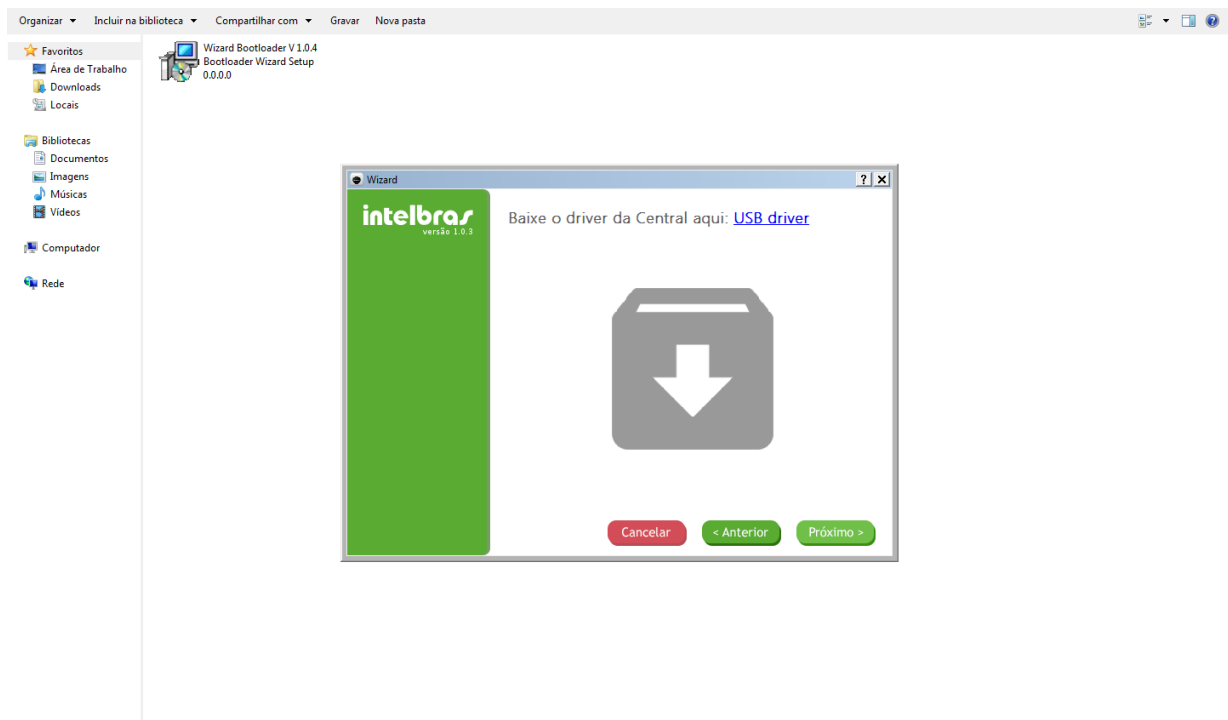 Organizar Incluir na biblioteca Compartilhar com Gravar Nova pasta
Favoritos
Área de Trabalho
Downloads
Locais
Bibliotecas
Documentos
Imagens
Músicas
Vídeos
Computador
Rede
Wizard Bootloader V 1.0.4
Bootloader Wizard Setup
0.0.0.0
Wizard
intelbras
versão 1.0.3
Baixe o driver da Central aqui: USB driver
Cancelar < Anterior Próximo >